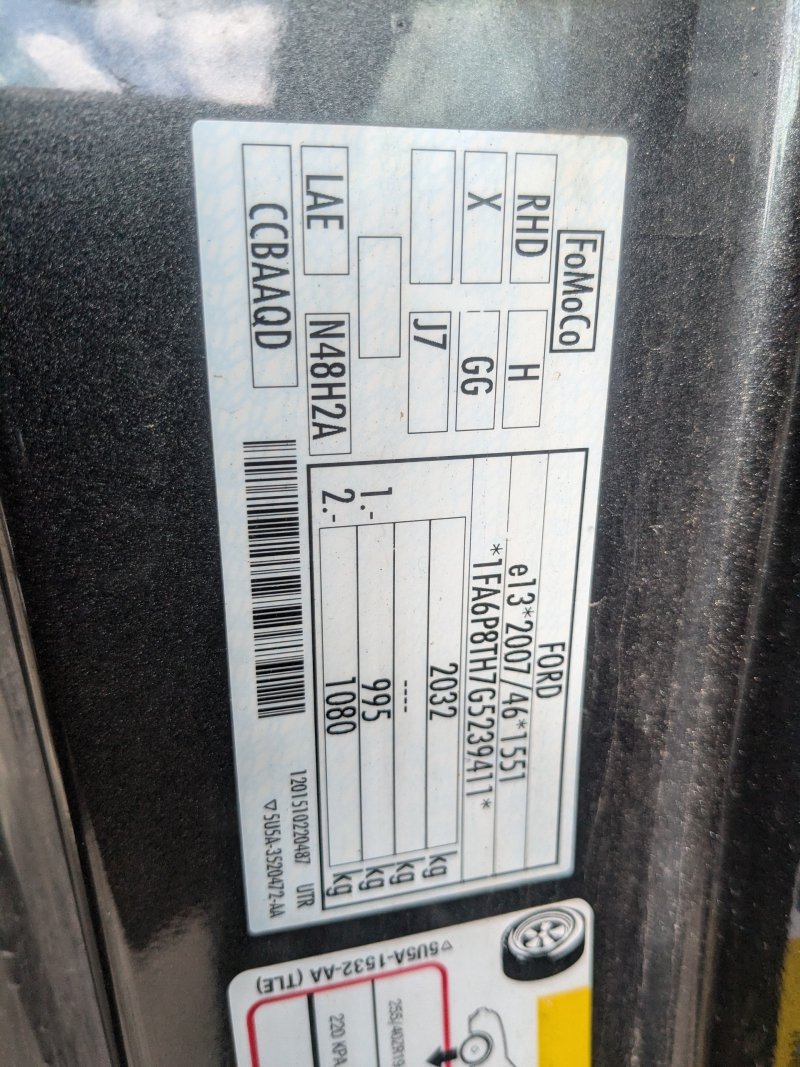 FoMoCo
RHD H
X GG
J7
LAE N48H2A
CCBAAQD
FORD
e13*2007/46*1551
*1FA6P8TH7G5239411*
2032 kg
---- kg
1.- 995 kg
2.- 1080 kg
1201510220487 UTR
▽5U5A-3520472-AA
▽5U5A-1532-AA (TLE)
220 KPA